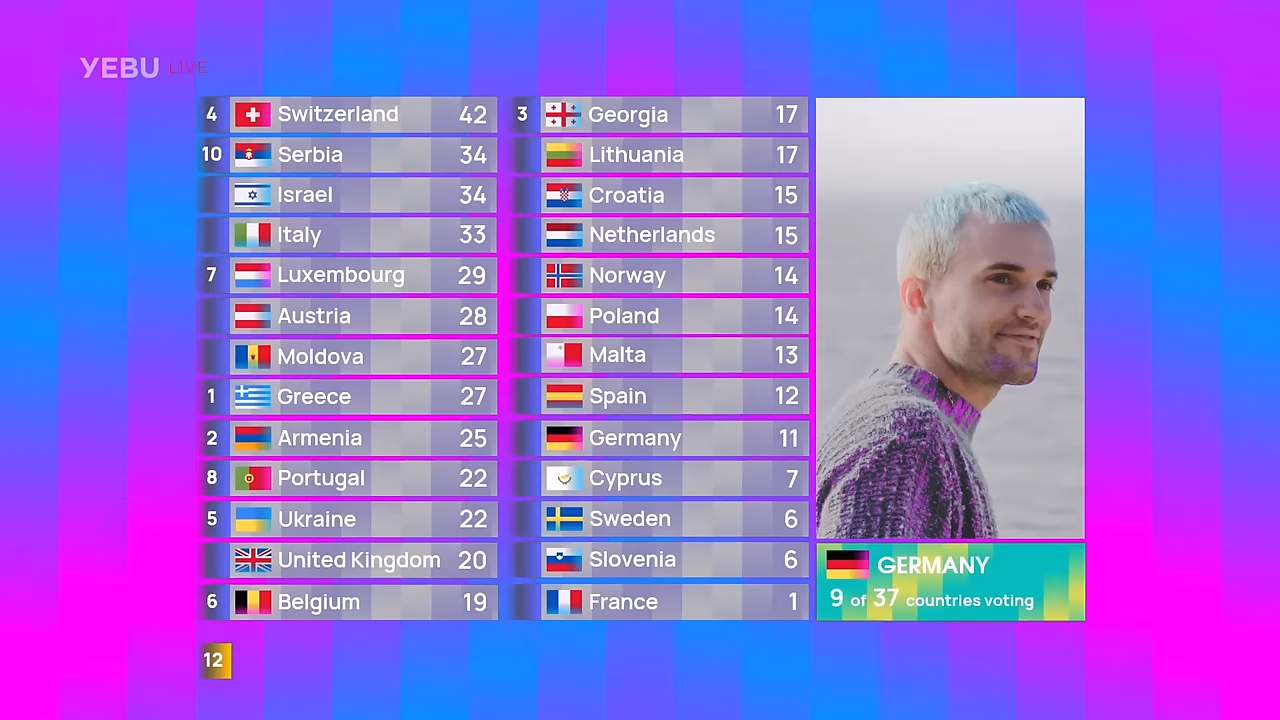 YEBU LIVE
4 Switzerland 42
10 Serbia 34
Israel 34
Italy 33
7 Luxembourg 29
Austria 28
Moldova 27
1 Greece 27
2 Armenia 25
8 Portugal 22
5 Ukraine 22
United Kingdom 20
6 Belgium 19
12
3 Georgia 17
Lithuania 17
Croatia 15
Netherlands 15
Norway 14
Poland 14
Malta 13
Spain 12
Germany 11
Cyprus 7
Sweden 6
Slovenia 6
France 1
GERMANY
9 of 37 countries voting